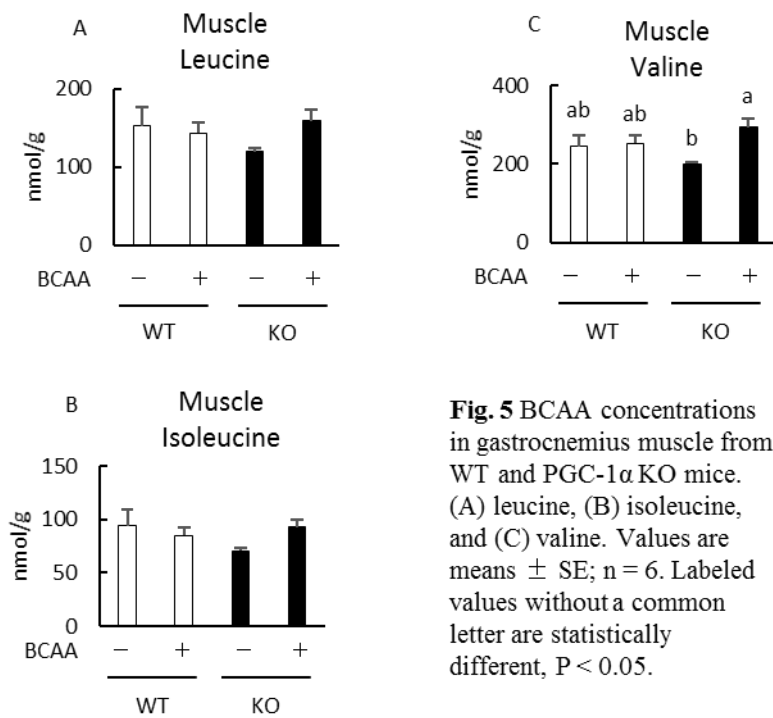 A
Muscle
Leucine
nmol/g
200
100
0
BCAA − + − +
WT KO
C
Muscle
Valine
nmol/g
400
200
0
ab ab b a
BCAA − + − +
WT KO
B
Muscle
Isoleucine
nmol/g
150
100
50
0
BCAA − + − +
WT KO
Fig. 5 BCAA concentrations
in gastrocnemius muscle from
WT and PGC-1α KO mice.
(A) leucine, (B) isoleucine,
and (C) valine. Values are
means ± SE; n = 6. Labeled
values without a common
letter are statistically
different, P < 0.05.